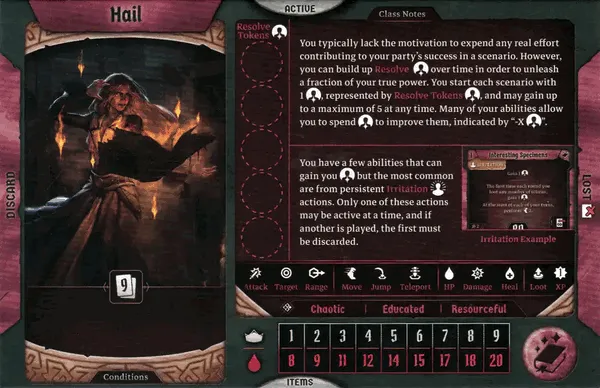 Hail
ACTIVE
Class Notes
Resolve
Tokens
You typically lack the motivation to expend any real effort
contributing to your party's success in a scenario. However,
you can build up Resolve over time in order to unleash
a fraction of your true power. You start each scenario with
1, represented by Resolve Tokens, and may gain up
to a maximum of 5 at any time. Many of your abilities allow
you to spend to improve them, indicated by "-X".
You have a few abilities that can
gain you but the most common
are from persistent Irritation
actions. Only one of these actions
may be active at a time, and if
another is played, the first must
be discarded.
Interesting Specimens
Irritation Example
DISCARD
LOST
9
Attack Target Range Move Jump Teleport HP Damage Heal Loot XP
Chaotic Educated Resourceful
1 2 3 4 5 6 7 8 9
8 9 11 12 14 15 17 18 20
Conditions
ITEMS